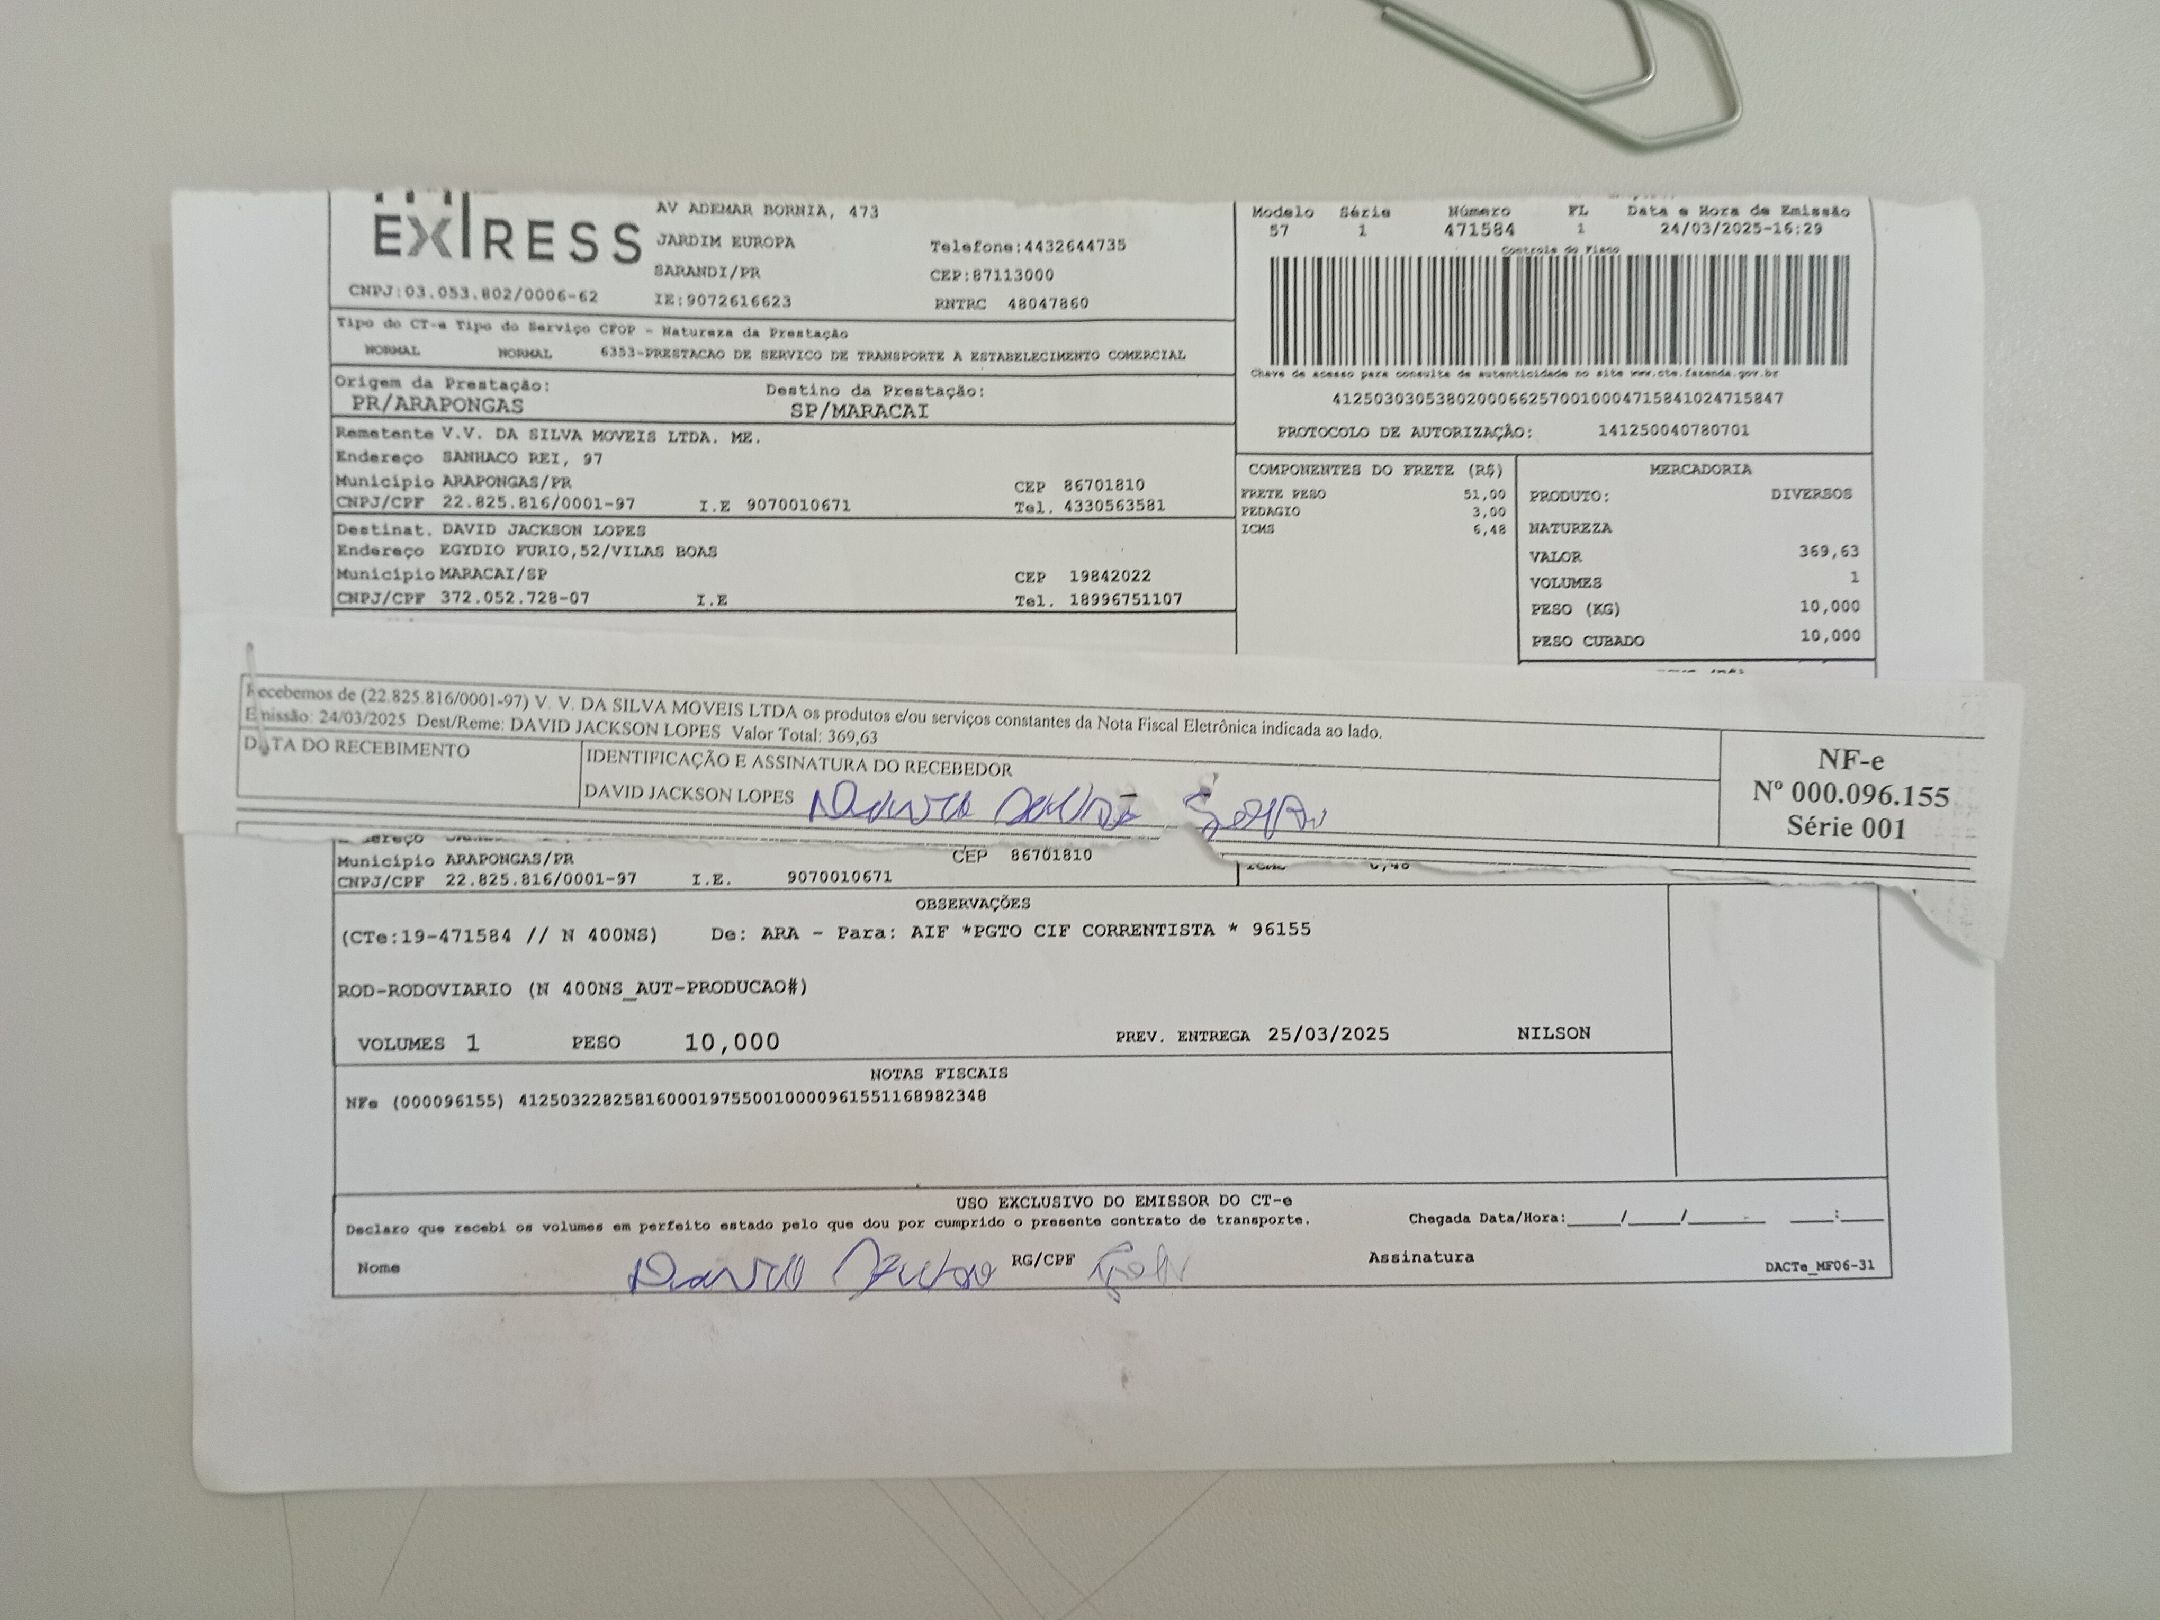 EXPRESS
AV ADEMAR BORNIA, 473
JARDIM EUROPA
Telefone:4432644735
SARANDI/PR
CEP:87113000
CNPJ:03.053.802/0006-62
IE:9072616623
RNTRC 48047860
Modelo Série Número FL Data e Hora de Emissão
57 1 471584 1 24/03/2025-16:29
Controle do Fisco
Chave de acesso para consulta de autenticidade no site www.cte.fazenda.gov.br
41250303053802000662570010004715841024715847
PROTOCOLO DE AUTORIZAÇÃO: 141250040780701
Tipo do CT-e Tipo do Serviço CFOP - Natureza da Prestação
NORMAL NORMAL 6353-PRESTACAO DE SERVICO DE TRANSPORTE A ESTABELECIMENTO COMERCIAL
Origem da Prestação: Destino da Prestação:
PR/ARAPONGAS SP/MARACAI
Remetente V.V. DA SILVA MOVEIS LTDA. ME.
Endereço SANHACO REI, 97
Município ARAPONGAS/PR CEP 86701810
CNPJ/CPF 22.825.816/0001-97 I.E 9070010671 Tel. 4330563581
Destinat. DAVID JACKSON LOPES
Endereço EGYDIO FURIO,52/VILAS BOAS
Município MARACAI/SP CEP 19842022
CNPJ/CPF 372.052.728-07 I.E Tel. 18996751107
COMPONENTES DO FRETE (R$)
FRETE PESO 51,00
PEDAGIO 3,00
ICMS 6,48
MERCADORIA
PRODUTO: DIVERSOS
NATUREZA
VALOR 369,63
VOLUMES 1
PESO (KG) 10,000
PESO CUBADO 10,000
Recebemos de (22.825.816/0001-97) V. V. DA SILVA MOVEIS LTDA os produtos e/ou serviços constantes da Nota Fiscal Eletrônica indicada ao lado.
Emissão: 24/03/2025 Dest/Reme: DAVID JACKSON LOPES Valor Total: 369,63
DATA DO RECEBIMENTO
IDENTIFICAÇÃO E ASSINATURA DO RECEBEDOR
DAVID JACKSON LOPES
NF-e
Nº 000.096.155
Série 001
Município ARAPONGAS/PR CEP 86701810
CNPJ/CPF 22.825.816/0001-97 I.E. 9070010671
OBSERVAÇÕES
(CTe:19-471584 // N 400NS) De: ARA - Para: AIF *PGTO CIF CORRENTISTA * 96155
ROD-RODOVIARIO (N 400NS_AUT-PRODUCAO#)
VOLUMES 1 PESO 10,000 PREV. ENTREGA 25/03/2025 NILSON
NOTAS FISCAIS
NFe (000096155) 41250322825816000197550010000961551168982348
USO EXCLUSIVO DO EMISSOR DO CT-e
Declaro que recebi os volumes em perfeito estado pelo que dou por cumprido o presente contrato de transporte. Chegada Data/Hora:____/____/______ ____:____
Nome RG/CPF Assinatura DACTe_MF06-31